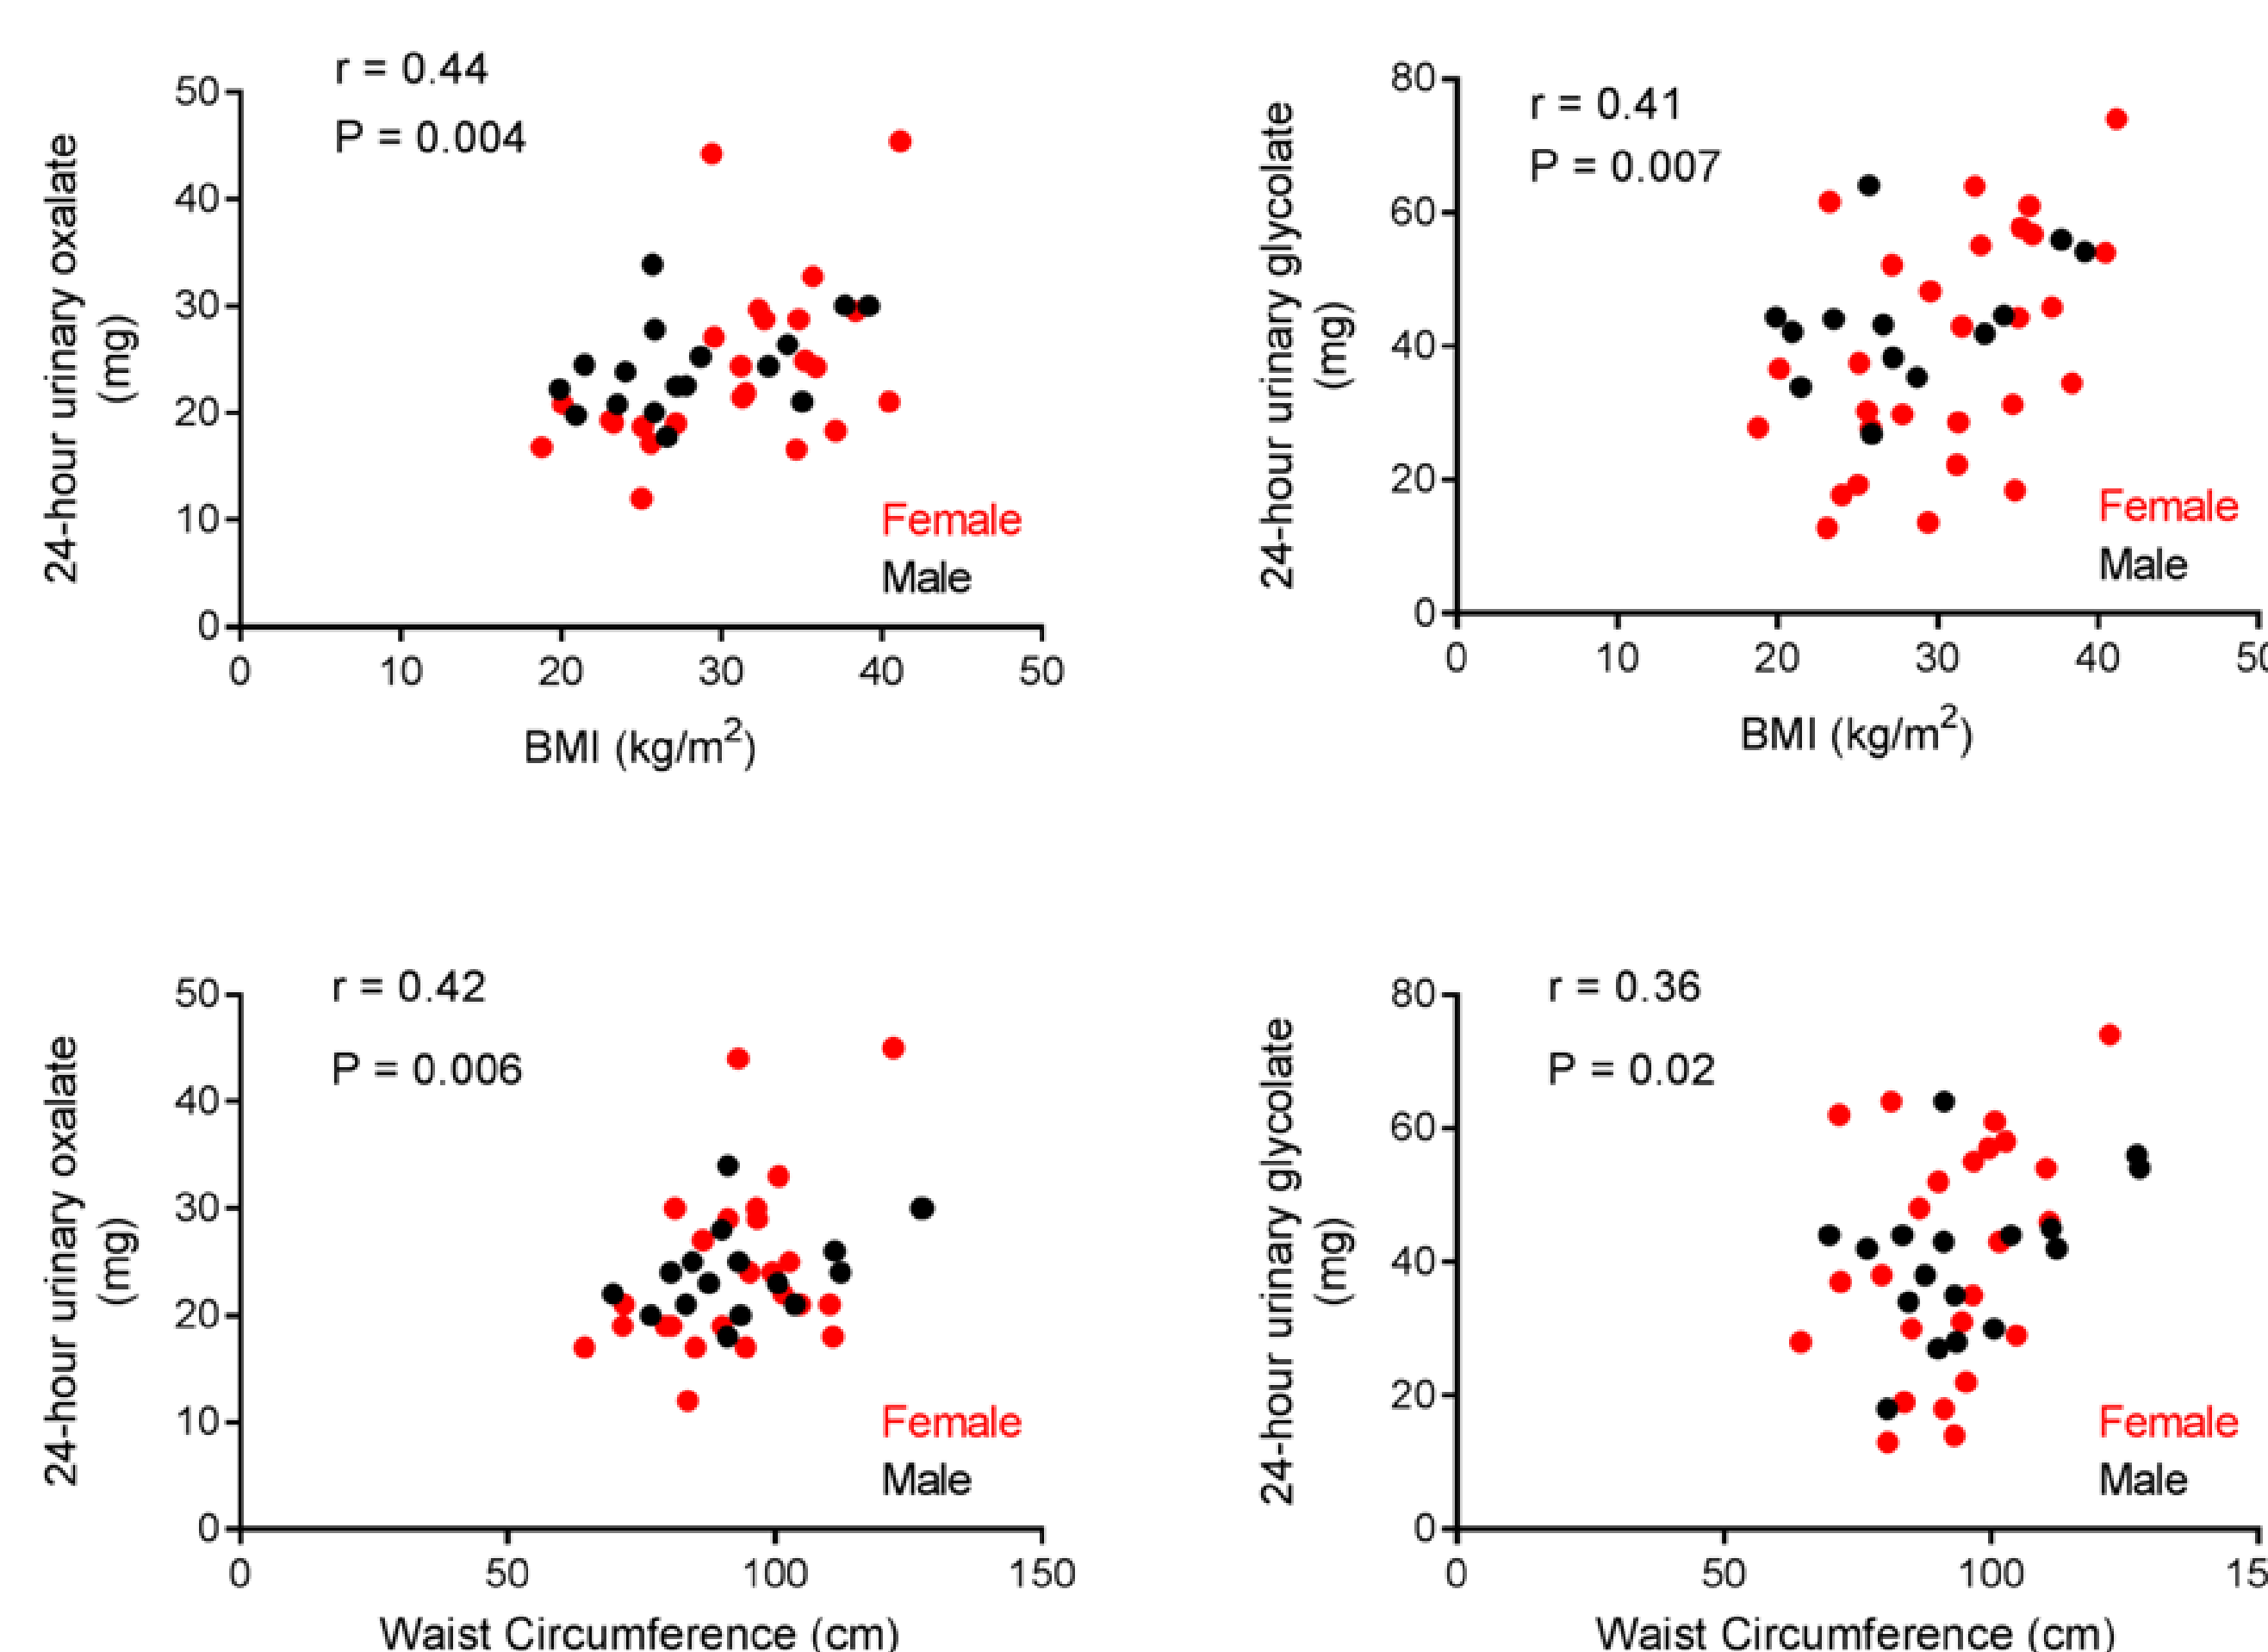 r = 0.44
P = 0.004
24-hour urinary oxalate
(mg)
50
40
30
20
10
0
0 10 20 30 40 50
Female
Male
BMI (kg/m²)
r = 0.41
P = 0.007
24-hour urinary glycolate
(mg)
80
60
40
20
0
0 10 20 30 40 50
Female
Male
BMI (kg/m²)
r = 0.42
P = 0.006
24-hour urinary oxalate
(mg)
50
40
30
20
10
0
0 50 100 150
Female
Male
Waist Circumference (cm)
r = 0.36
P = 0.02
24-hour urinary glycolate
(mg)
80
60
40
20
0
0 50 100 15
Female
Male
Waist Circumference (cm)